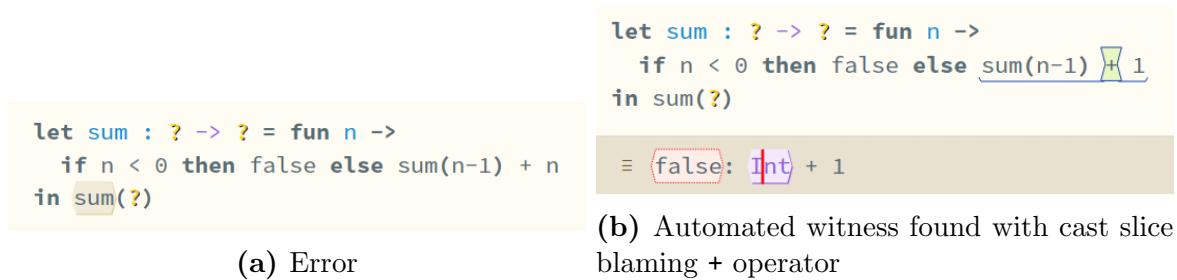 let sum : ? -> ? = fun n ->
if n < 0 then false else sum(n-1) + n
in sum(?)
(a) Error
let sum : ? -> ? = fun n ->
if n < 0 then false else sum(n-1) + 1
in sum(?)
≡ false: Int + 1
(b) Automated witness found with cast slice
blaming + operator